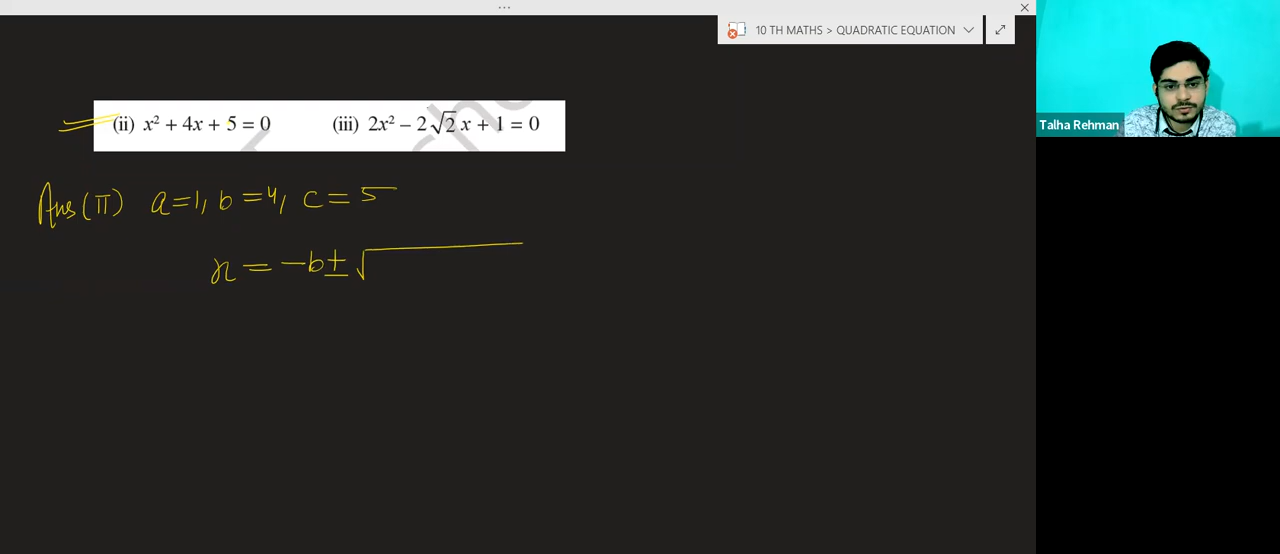 10 TH MATHS > QUADRATIC EQUATION
(ii) x² + 4x + 5 = 0 (iii) 2x² – 2√2 x + 1 = 0
Talha Rehman
Ans (II) a=1, b=4, c=5
x = -b ± √